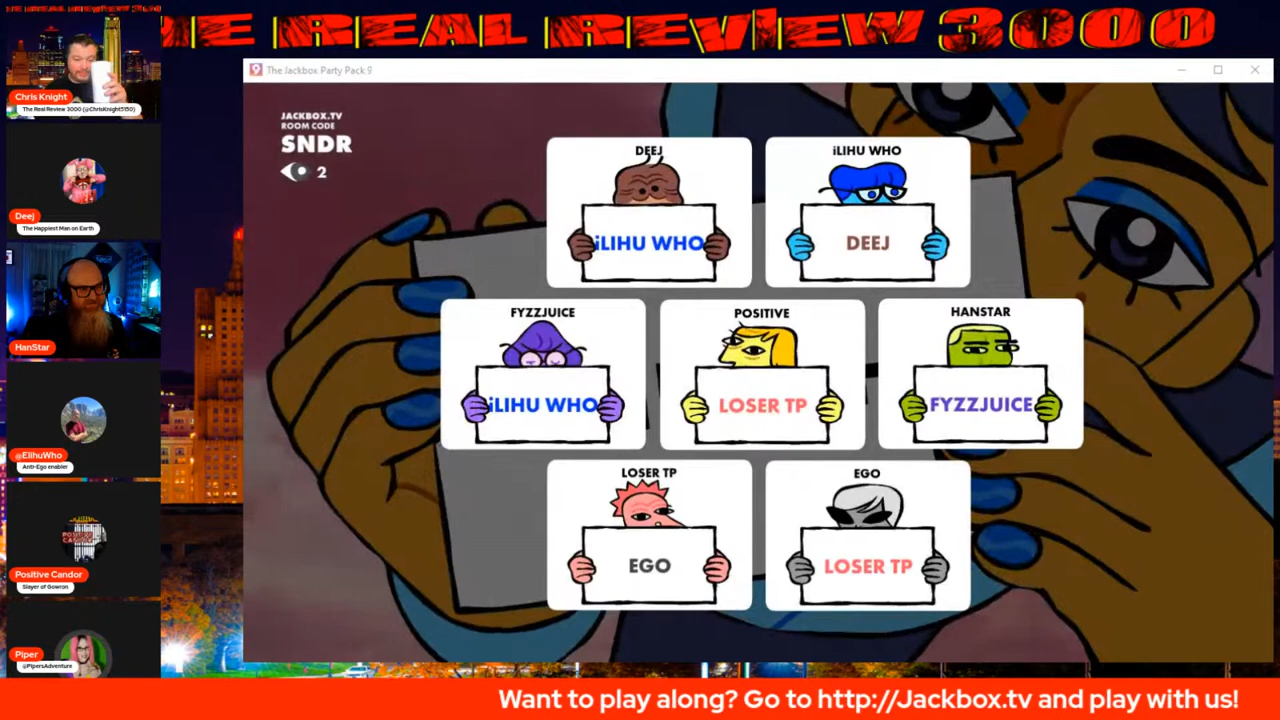 THE REAL REVIEW 3000
Chris Knight
The Real Review 3000 (@ChrisKnight5150)
Deej
The Happiest Man on Earth
HanStar
@ElihuWho
Anti-Ego enabler
POSITIVE
Positive Candor
Slayer of Gowron
Piper
@PipersAdventure
The Jackbox Party Pack 9
JACKBOX.TV
ROOM CODE
SNDR
2
DEEJ
iLIHU WHO
iLIHU WHO
DEEJ
FYZZJUICE
POSITIVE
HANSTAR
iLIHU WHO
LOSER TP
FYZZJUICE
LOSER TP
EGO
EGO
LOSER TP
Want to play along? Go to http://Jackbox.tv and play with us!